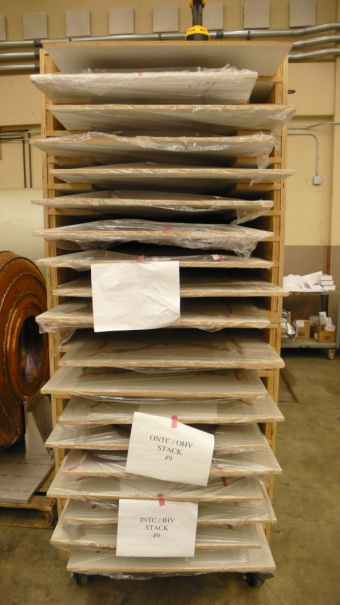 ONTC / OHV
STACK
#9
INTC / IHV
STACK
#9